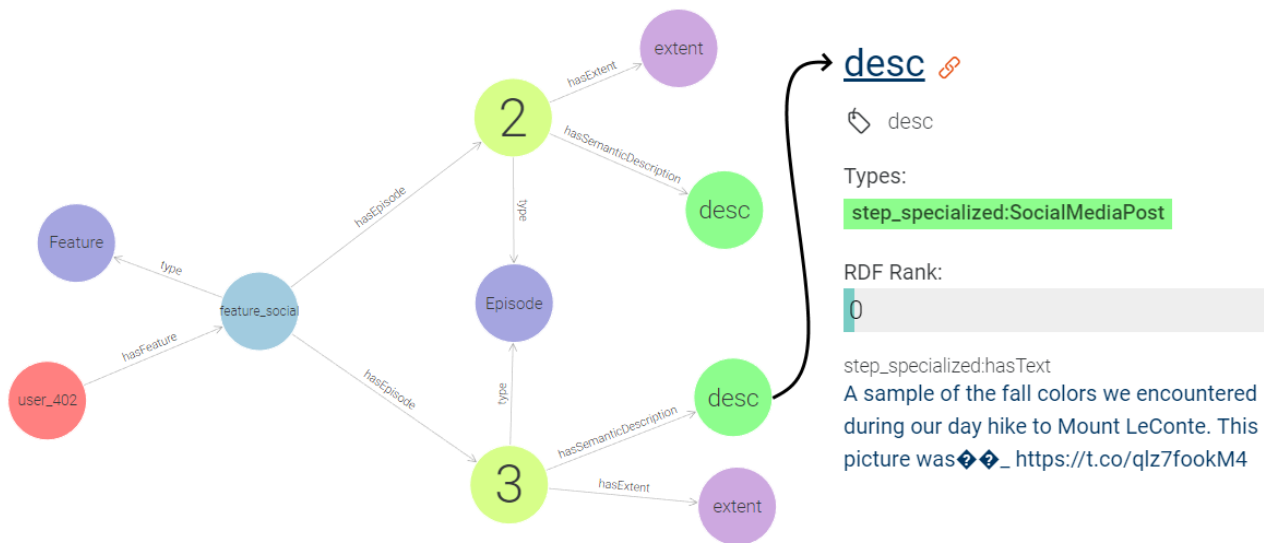 extent
hasExtent
2
hasSemanticDescription
desc
hasEpisode
type
Feature
type
feature_social
Episode
hasFeature
user_402
hasEpisode
type
desc
hasSemanticDescription
3
hasExtent
extent
desc
desc
Types:
step_specialized:SocialMediaPost
RDF Rank:
0
step_specialized:hasText
A sample of the fall colors we encountered
during our day hike to Mount LeConte. This
picture was��_ https://t.co/qlz7fookM4